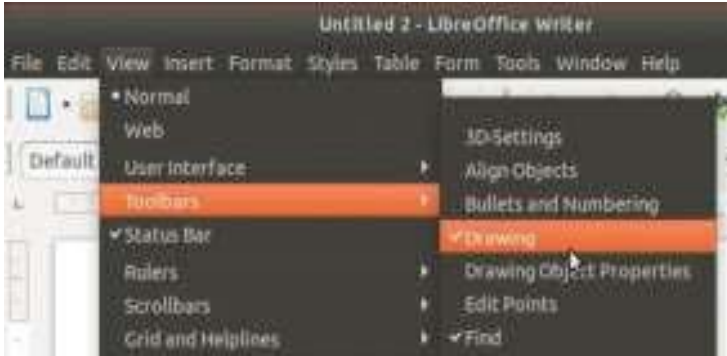 Untitled 2 - LibreOffice Writer
File Edit View Insert Format Styles Table Form Tools Window Help
Normal
Web
Default
User Interface
Toolbars
Status Bar
Rulers
Scrollbars
Grid and Helplines
3D-Settings
Align Objects
Bullets and Numbering
Drawing
Drawing Object Properties
Edit Points
Find